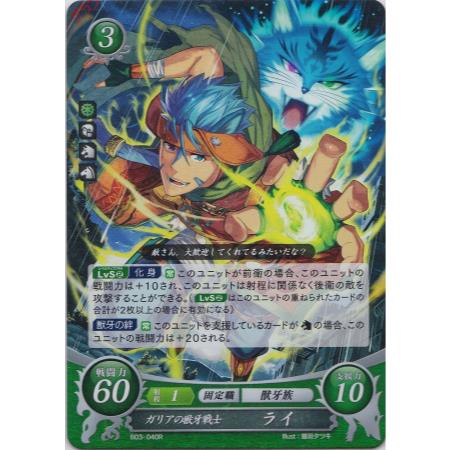 3
敵さん、大歓迎してくれてるみたいだな?
LvS2 化身 常 このユニットが前衛の場合、このユニットの
戦闘力は+10され、このユニットは射程に関係なく後衛の敵を
攻撃することができる。(LvS2はこのユニットの重ねられたカードの
合計が2枚以上の場合に有効になる)
獣牙の絆 常 このユニットを支援しているカードが の場合、この
ユニットの戦闘力は+20される。
戦闘力
60
射程 1 固定職 獣牙族
支援力
10
ガリアの獣牙戦士 ライ
B03-040R